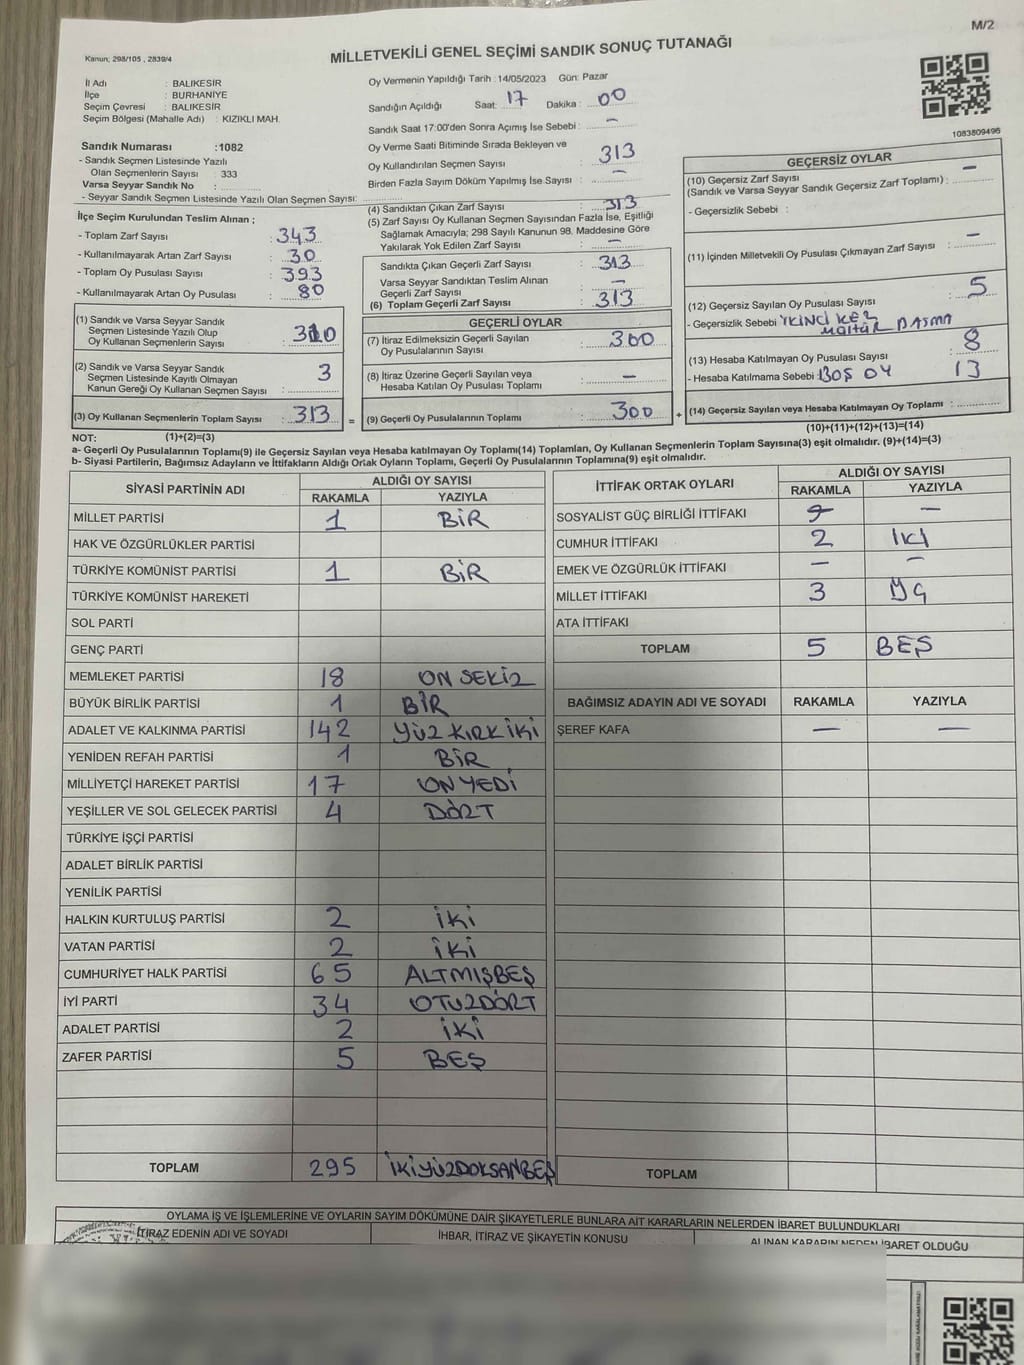 M/2
Kanun; 298/105 , 2839/4
MİLLETVEKİLİ GENEL SEÇİMİ SANDIK SONUÇ TUTANAĞI
İl Adı : BALIKESİR
İlçe : BURHANİYE
Seçim Çevresi : BALIKESİR
Seçim Bölgesi (Mahalle Adı) : KIZIKLI MAH.
Sandık Numarası :1082
- Sandık Seçmen Listesinde Yazılı
Olan Seçmenlerin Sayısı : 333
Varsa Seyyar Sandık No :
- Seyyar Sandık Seçmen Listesinde Yazılı Olan Seçmen Sayısı:
Oy Vermenin Yapıldığı Tarih :14/05/2023 Gün: Pazar
Sandığın Açıldığı Saat: 17 Dakika : 00
Sandık Saat 17:00'den Sonra Açımış İse Sebebi : –
Oy Verme Saati Bitiminde Sırada Bekleyen ve
Oy Kullandırılan Seçmen Sayısı : 313
Birden Fazla Sayım Döküm Yapılmış İse Sayısı : –
1083809496
İlçe Seçim Kurulundan Teslim Alınan ;
- Toplam Zarf Sayısı : 343
- Kullanılmayarak Artan Zarf Sayısı : 30
- Toplam Oy Pusulası Sayısı : 393
- Kullanılmayarak Artan Oy Pusulası : 80
(4) Sandıktan Çıkan Zarf Sayısı : 313
(5) Zarf Sayısı Oy Kullanan Seçmen Sayısından Fazla İse, Eşitliği
Sağlamak Amacıyla; 298 Sayılı Kanunun 98. Maddesine Göre
Yakılarak Yok Edilen Zarf Sayısı : –
Sandıkta Çıkan Geçerli Zarf Sayısı : 313
Varsa Seyyar Sandıktan Teslim Alınan
Geçerli Zarf Sayısı : –
(6) Toplam Geçerli Zarf Sayısı : 313
GEÇERSİZ OYLAR
(10) Geçersiz Zarf Sayısı –
(Sandık ve Varsa Seyyar Sandık Geçersiz Zarf Toplamı) :
- Geçersizlik Sebebi :
(11) İçinden Milletvekili Oy Pusulası Çıkmayan Zarf Sayısı : –
(12) Geçersiz Sayılan Oy Pusulası Sayısı : 5
- Geçersizlik Sebebi : İKİNCİ KEZ
MÜHÜR BASMA
(13) Hesaba Katılmayan Oy Pusulası Sayısı : 8
- Hesaba Katılmama Sebebi : BOŞ OY
(14) Geçersiz Sayılan veya Hesaba Katılmayan Oy Toplamı : 13
(10)+(11)+(12)+(13)=(14)
(1) Sandık ve Varsa Seyyar Sandık
Seçmen Listesinde Yazılı Olup
Oy Kullanan Seçmenlerin Sayısı : 310
(2) Sandık ve Varsa Seyyar Sandık
Seçmen Listesinde Kayıtlı Olmayan
Kanun Gereği Oy Kullanan Seçmen Sayısı : 3
(3) Oy Kullanan Seçmenlerin Toplam Sayısı : 313 =
GEÇERLİ OYLAR
(7) İtiraz Edilmeksizin Geçerli Sayılan
Oy Pusulalarının Sayısı : 300
(8) İtiraz Üzerine Geçerli Sayılan veya
Hesaba Katılan Oy Pusulası Toplamı : –
(9) Geçerli Oy Pusulalarının Toplamı : 300 +
NOT: (1)+(2)=(3)
a- Geçerli Oy Pusulalarının Toplamı(9) ile Geçersiz Sayılan veya Hesaba katılmayan Oy Toplamı(14) Toplamları, Oy Kullanan Seçmenlerin Toplam Sayısına(3) eşit olmalıdır. (9)+(14)=(3)
b- Siyasi Partilerin, Bağımsız Adayların ve İttifakların Aldığı Ortak Oyların Toplamı, Geçerli Oy Pusulalarının Toplamına(9) eşit olmalıdır.
SİYASİ PARTİNİN ADI ALDIĞI OY SAYISI
RAKAMLA YAZIYLA
MİLLET PARTİSİ 1 BİR
HAK VE ÖZGÜRLÜKLER PARTİSİ
TÜRKİYE KOMÜNİST PARTİSİ 1 BİR
TÜRKİYE KOMÜNİST HAREKETİ
SOL PARTİ
GENÇ PARTİ
MEMLEKET PARTİSİ 18 ON SEKİZ
BÜYÜK BİRLİK PARTİSİ 1 BİR
ADALET VE KALKINMA PARTİSİ 142 YÜZ KIRK İKİ
YENİDEN REFAH PARTİSİ 1 BİR
MİLLİYETÇİ HAREKET PARTİSİ 17 ON YEDİ
YEŞİLLER VE SOL GELECEK PARTİSİ 4 DÖRT
TÜRKİYE İŞÇİ PARTİSİ
ADALET BİRLİK PARTİSİ
YENİLİK PARTİSİ
HALKIN KURTULUŞ PARTİSİ 2 İKİ
VATAN PARTİSİ 2 İKİ
CUMHURİYET HALK PARTİSİ 65 ALTMIŞBEŞ
İYİ PARTİ 34 OTUZDÖRT
ADALET PARTİSİ 2 İKİ
ZAFER PARTİSİ 5 BEŞ
TOPLAM 295 İKİYÜZDOKSANBEŞ
İTTİFAK ORTAK OYLARI ALDIĞI OY SAYISI
RAKAMLA YAZIYLA
SOSYALİST GÜÇ BİRLİĞİ İTTİFAKI –
CUMHUR İTTİFAKI 2 İKİ
EMEK VE ÖZGÜRLÜK İTTİFAKI – –
MİLLET İTTİFAKI 3 ÜÇ
ATA İTTİFAKI
TOPLAM 5 BEŞ
BAĞIMSIZ ADAYIN ADI VE SOYADI RAKAMLA YAZIYLA
ŞEREF KAFA – –
TOPLAM
OYLAMA İŞ VE İŞLEMLERİNE VE OYLARIN SAYIM DÖKÜMÜNE DAİR ŞİKAYETLERLE BUNLARA AİT KARARLARIN NELERDEN İBARET BULUNDUKLARI
İTİRAZ EDENİN ADI VE SOYADI İHBAR, İTİRAZ VE ŞİKAYETİN KONUSU ALINAN KARARIN NEDEN İBARET OLDUĞU